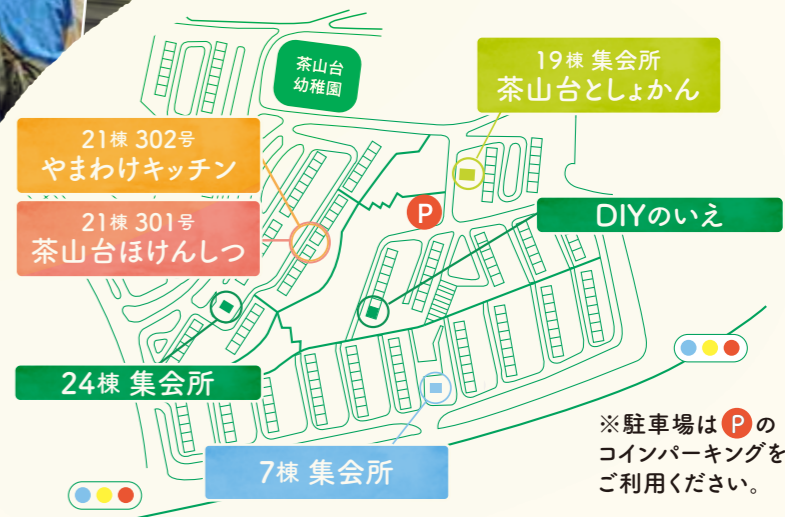 茶山台
幼稚園
19棟 集会所
茶山台としょかん
21棟 302号
やまわけキッチン
21棟 301号
茶山台ほけんしつ
P
DIYのいえ
24棟 集会所
7棟 集会所
※駐車場はPの
コインパーキングを
ご利用ください。